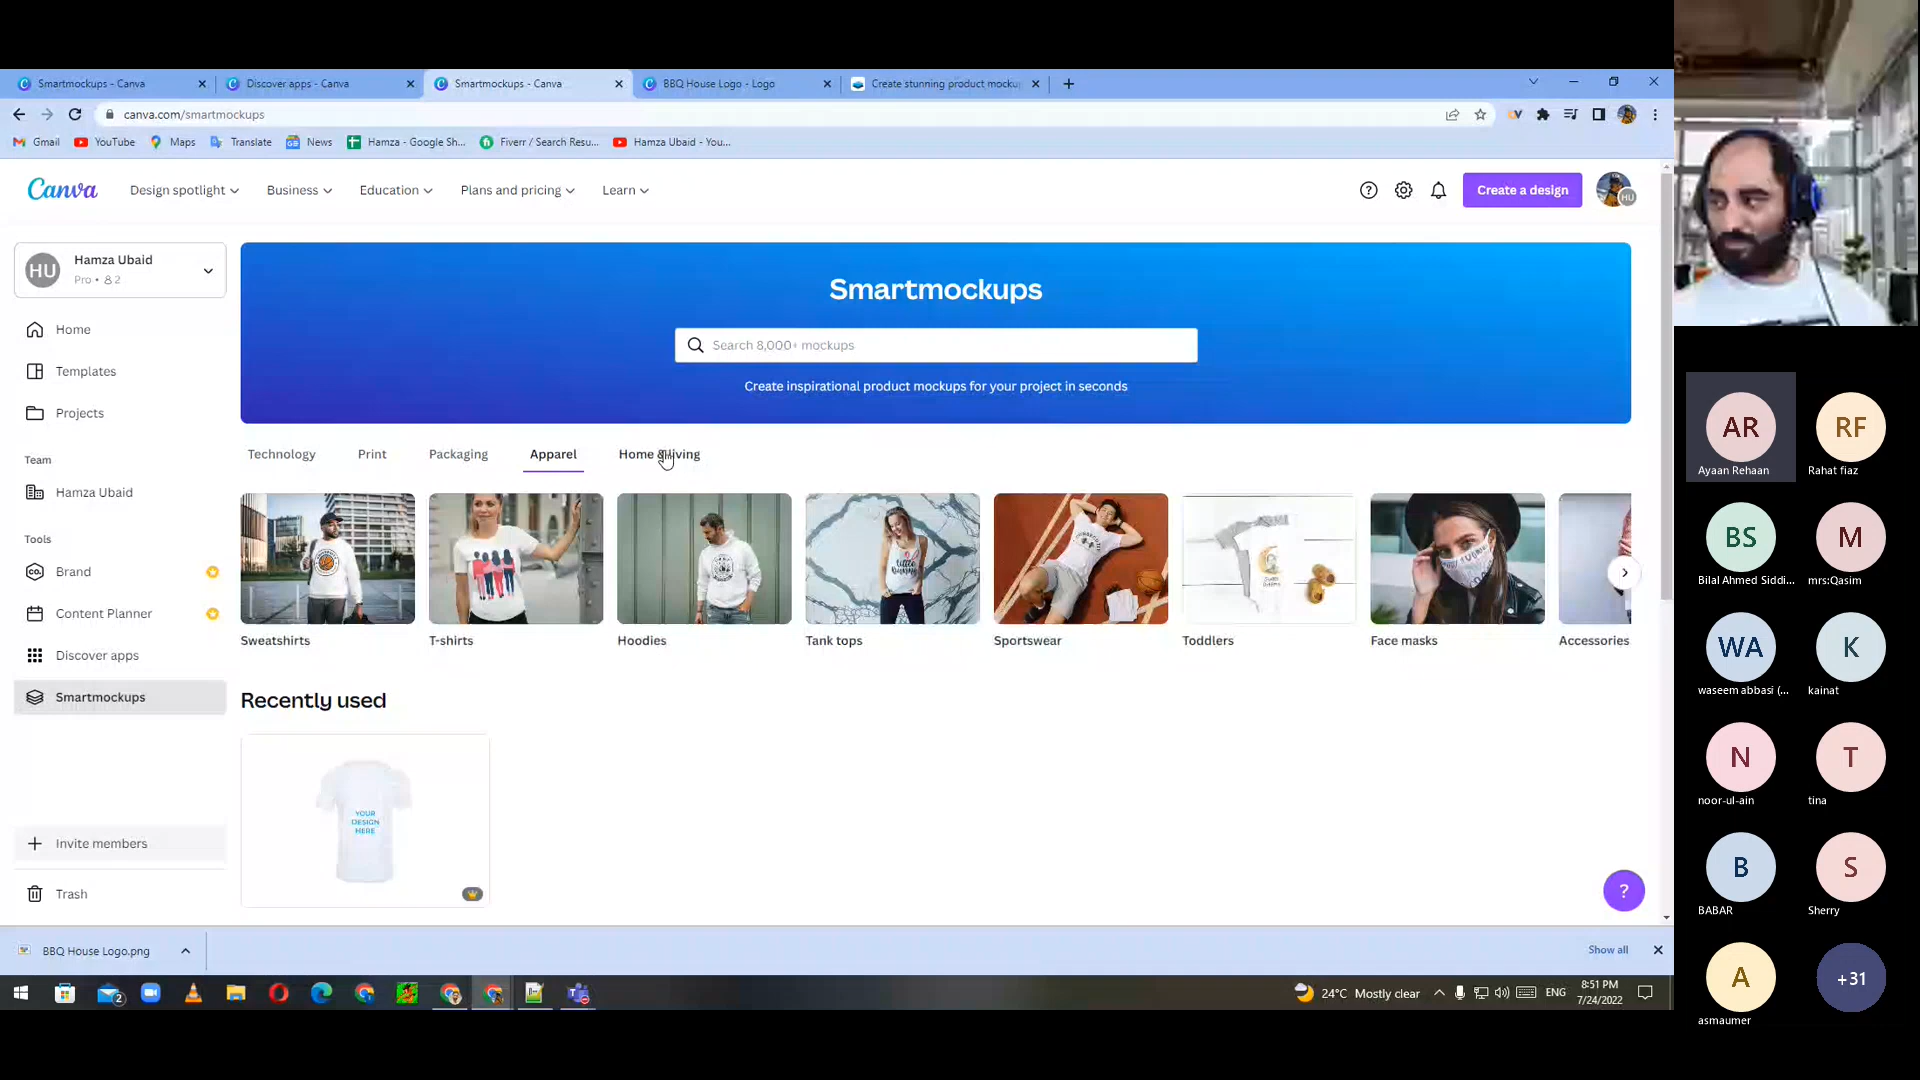 Smartmockups - Canva
Discover apps - Canva
Smartmockups - Canva
BBQ House Logo - Logo
Create stunning product mocku
canva.com/smartmockups
Gmail
YouTube
Maps
Translate
News
Hamza - Google Sh...
Fiverr / Search Resu...
Hamza Ubaid - You...
Canva
Design spotlight
Business
Education
Plans and pricing
Learn
Create a design
HU
HU
Hamza Ubaid
Pro • 2
Home
Templates
Projects
Team
Hamza Ubaid
Tools
Brand
Content Planner
Discover apps
Smartmockups
Invite members
Trash
Smartmockups
Search 8,000+ mockups
Create inspirational product mockups for your project in seconds
Technology
Print
Packaging
Apparel
Home & living
Sweatshirts
T-shirts
Hoodies
Tank tops
Sportswear
Toddlers
Face masks
Accessories
Recently used
YOUR
DESIGN
HERE
?
BBQ House Logo.png
Show all
2
24°C Mostly clear
ENG
8:51 PM
7/24/2022
AR
Ayaan Rehaan
RF
Rahat fiaz
BS
Bilal Ahmed Siddi...
M
mrs:Qasim
WA
waseem abbasi (...
K
kainat
N
noor-ul-ain
T
tina
B
BABAR
S
Sherry
A
asmaumer
+31